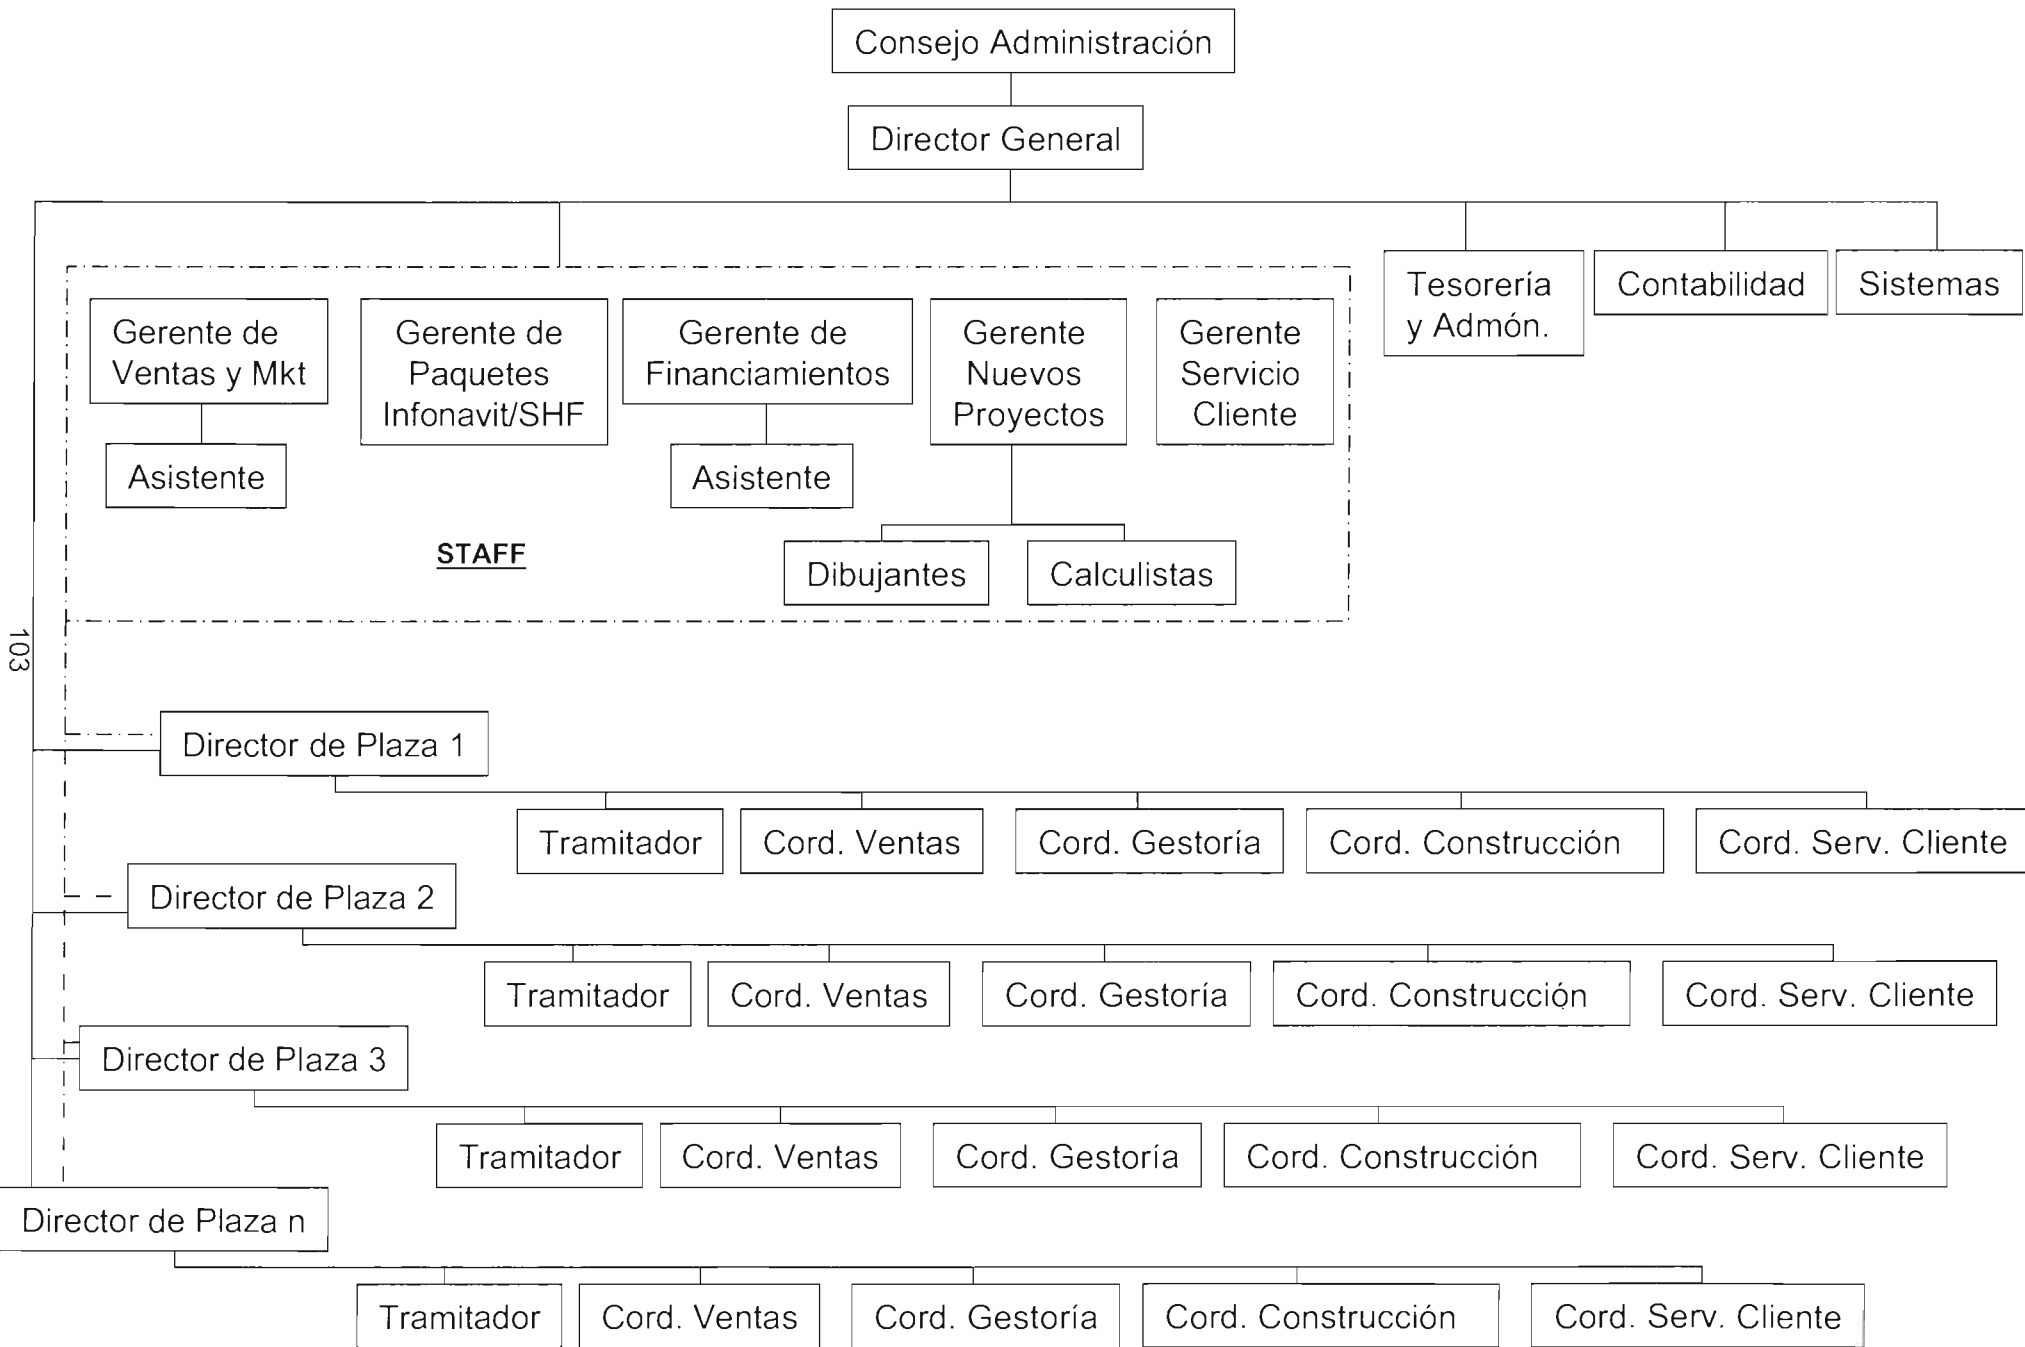 Consejo Administración
Director General
Tesorería
y Admón.
Contabilidad
Sistemas
Gerente de
Ventas y Mkt
Gerente de
Paquetes
Infonavit/SHF
Gerente de
Financiamientos
Gerente
Nuevos
Proyectos
Gerente
Servicio
Cliente
Asistente
Asistente
STAFF
Dibujantes
Calculistas
103
Director de Plaza 1
Tramitador
Cord. Ventas
Cord. Gestoría
Cord. Construcción
Cord. Serv. Cliente
Director de Plaza 2
Tramitador
Cord. Ventas
Cord. Gestoría
Cord. Construcción
Cord. Serv. Cliente
Director de Plaza 3
Tramitador
Cord. Ventas
Cord. Gestoría
Cord. Construcción
Cord. Serv. Cliente
Director de Plaza n
Tramitador
Cord. Ventas
Cord. Gestoría
Cord. Construcción
Cord. Serv. Cliente